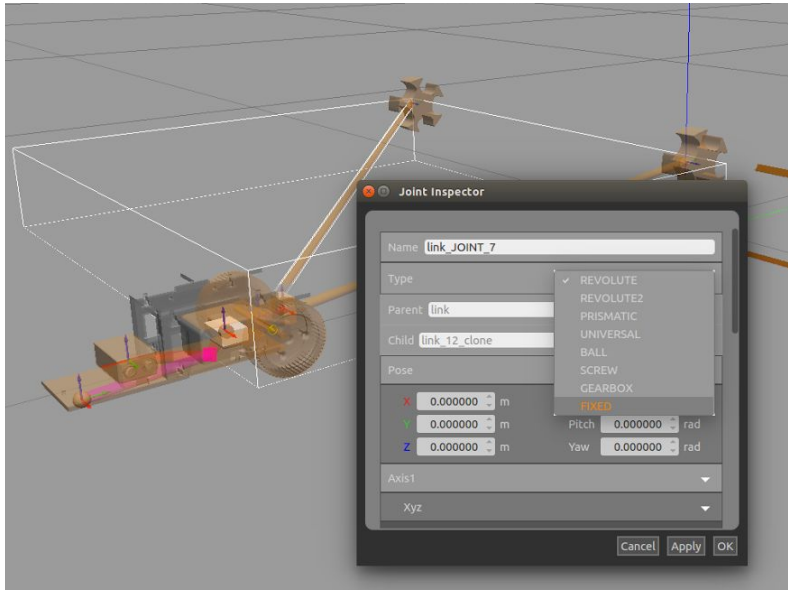 Joint Inspector
Name link_JOINT_7
Type
✓ REVOLUTE
REVOLUTE2
PRISMATIC
UNIVERSAL
BALL
SCREW
GEARBOX
FIXED
Parent link
Child link_12_clone
Pose
X 0.000000 m
Y 0.000000 m Pitch 0.000000 rad
Z 0.000000 m Yaw 0.000000 rad
Axis1
Xyz
Cancel Apply OK